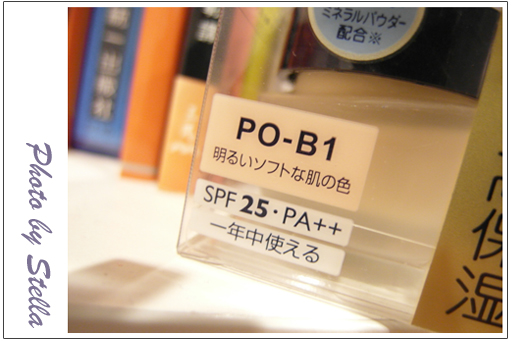 ミネラルパウダー
配合※
PO-B1
明るいソフトな肌の色
SPF 25・PA++
一年中使える
保
湿
Photo by Stella